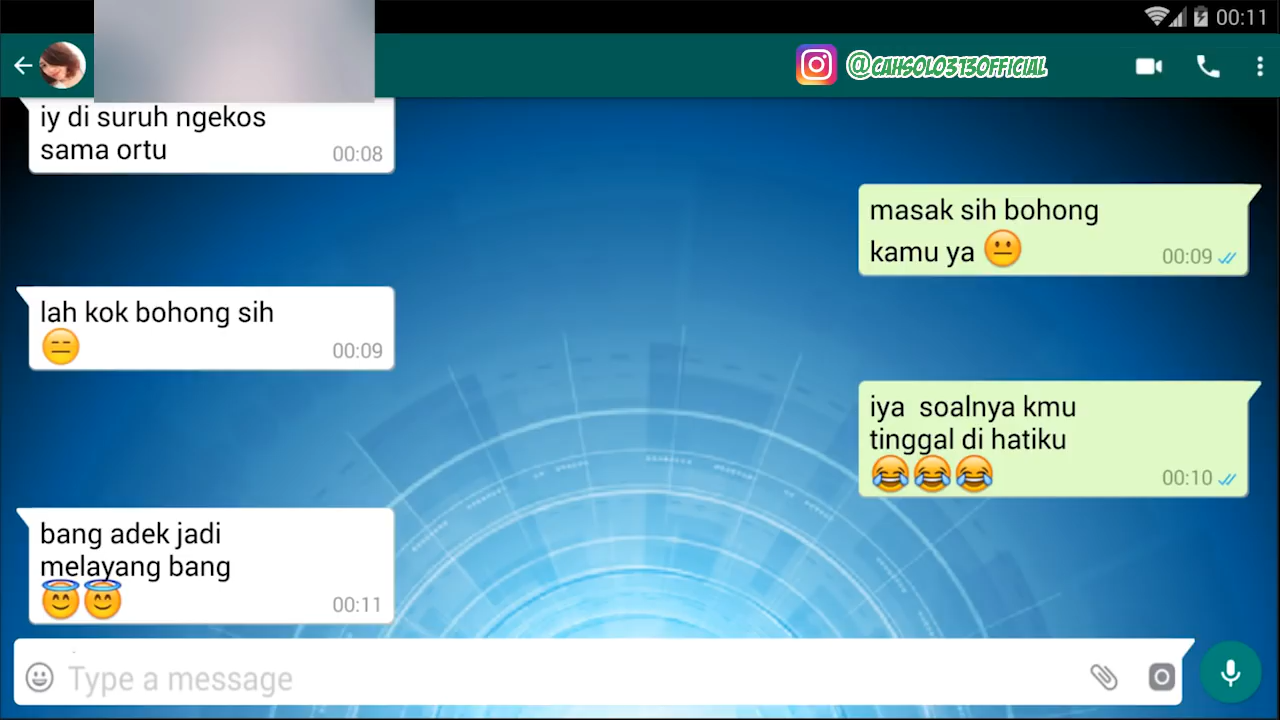 00:11
@CAHSOLO313OFFICIAL
iy di suruh ngekos
sama ortu
00:08
masak sih bohong
kamu ya 😐
00:09
lah kok bohong sih
😑
00:09
iya  soalnya kmu
tinggal di hatiku
😂😂😂
00:10
bang adek jadi
melayang bang
😇😇
00:11
Type a message